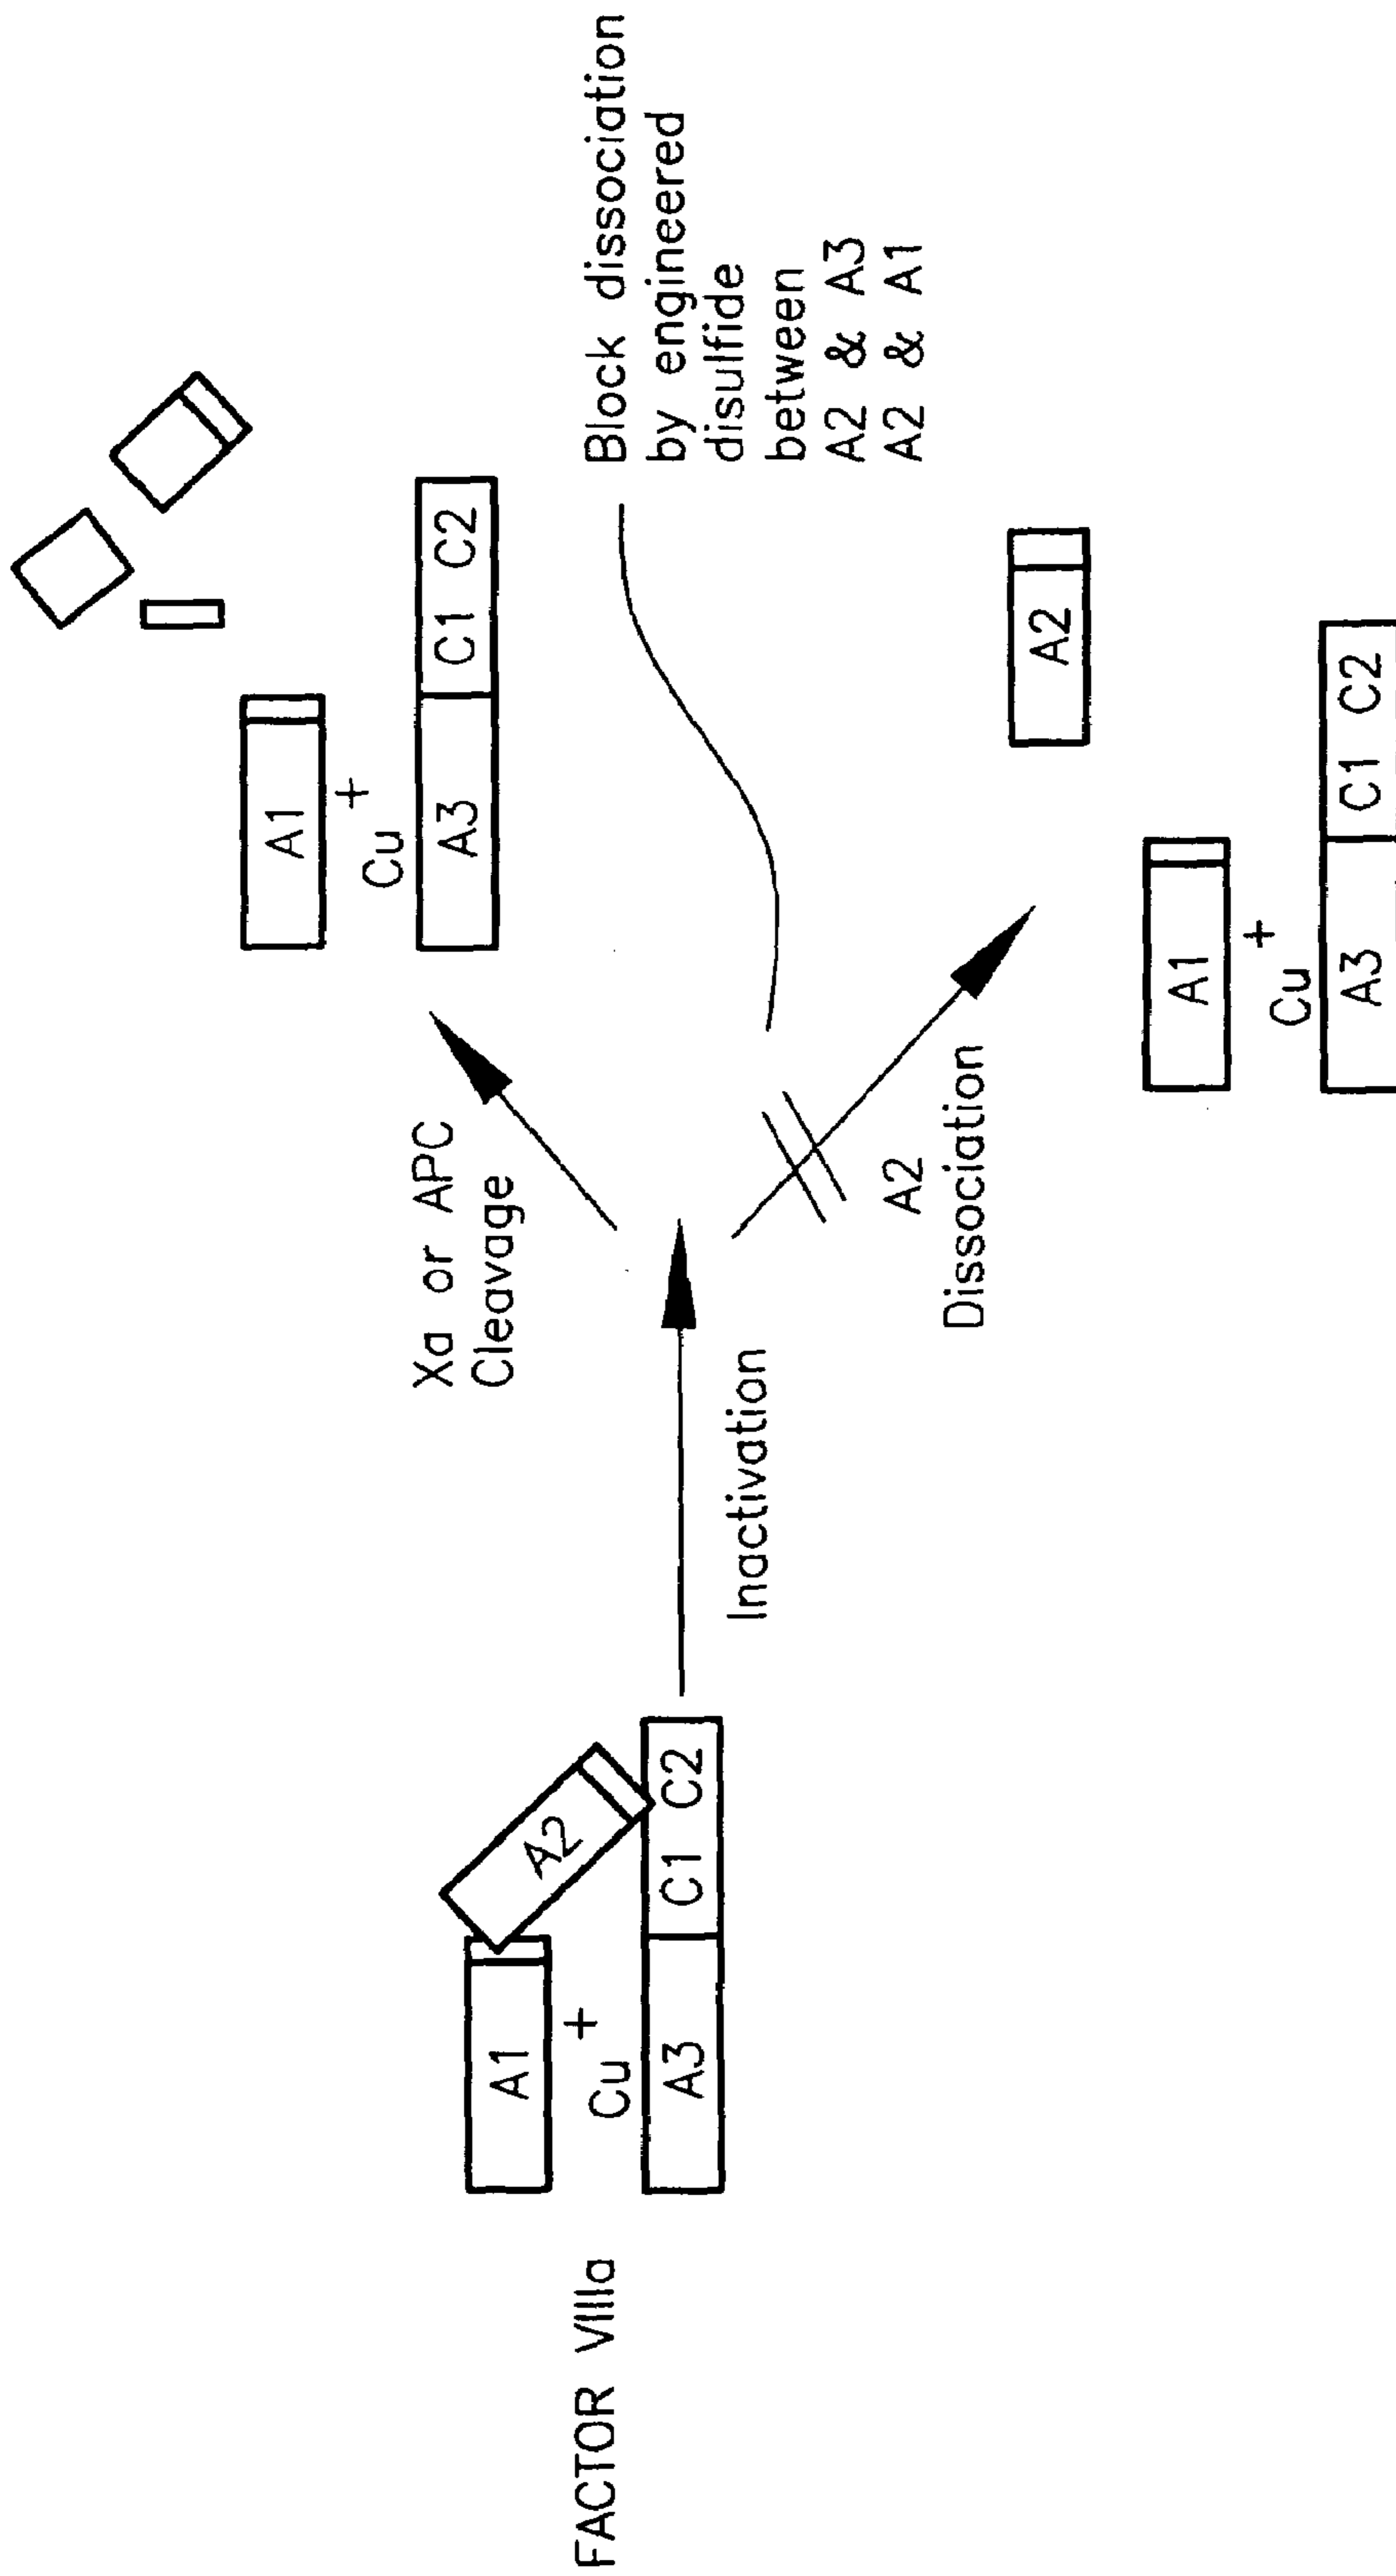 FACTOR VIIIa
A1
A2
Cu
+
A3
C1 C2
Inactivation
Xa or APC
Cleavage
A1
+
Cu
A3
C1 C2
Block dissociation
by engineered
disulfide
between
A2 & A3
A2 & A1
A2
Dissociation
A2
A1
+
Cu
A3
C1 C2